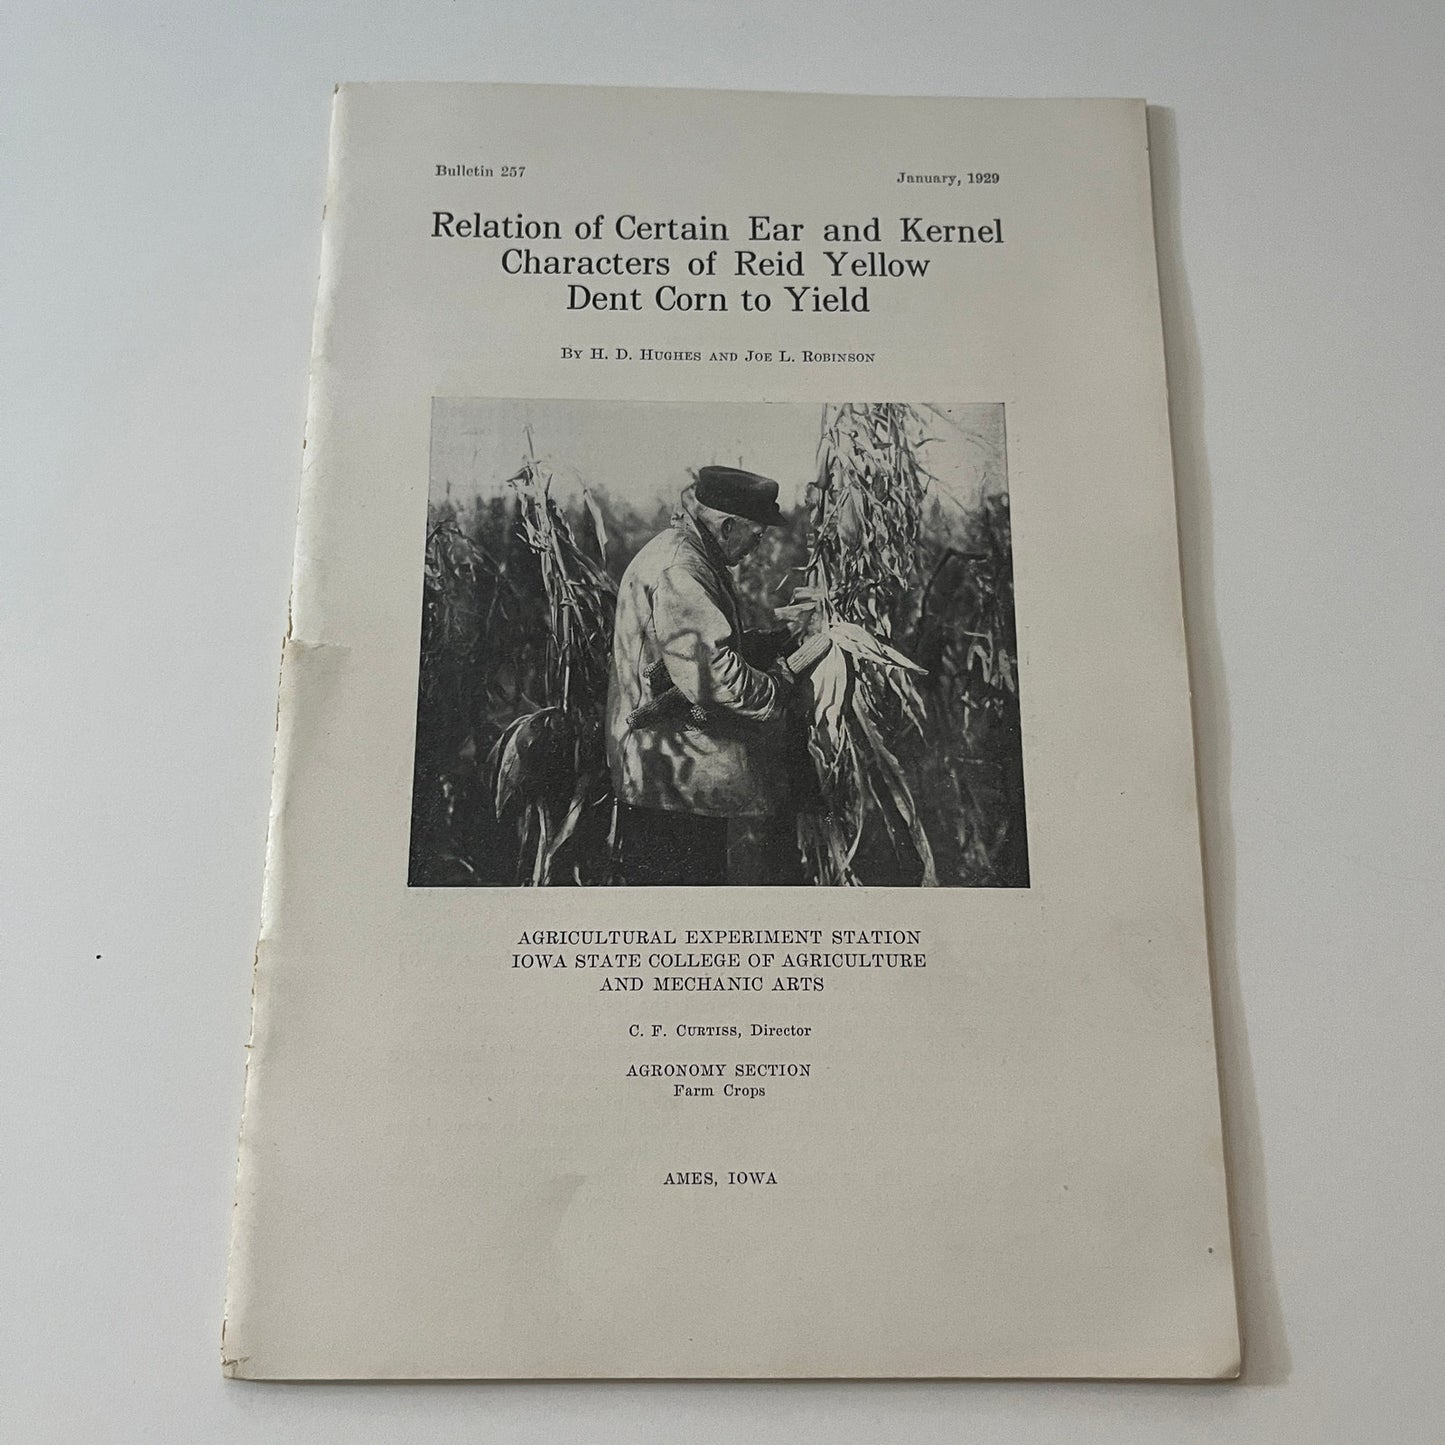 Bulletin 257
January, 1929
Relation of Certain Ear and Kernel
Characters of Reid Yellow
Dent Corn to Yield
By H. D. Hughes and Joe L. Robinson
AGRICULTURAL EXPERIMENT STATION
IOWA STATE COLLEGE OF AGRICULTURE
AND MECHANIC ARTS
C. F. Curtiss, Director
AGRONOMY SECTION
Farm Crops
AMES, IOWA